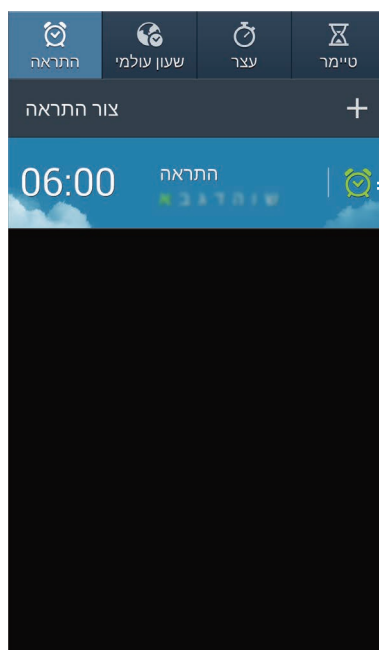 התראה שעון עולמי עצר טיימר
צור התראה
06:00 התראה
א ב ג ד ה ו ש